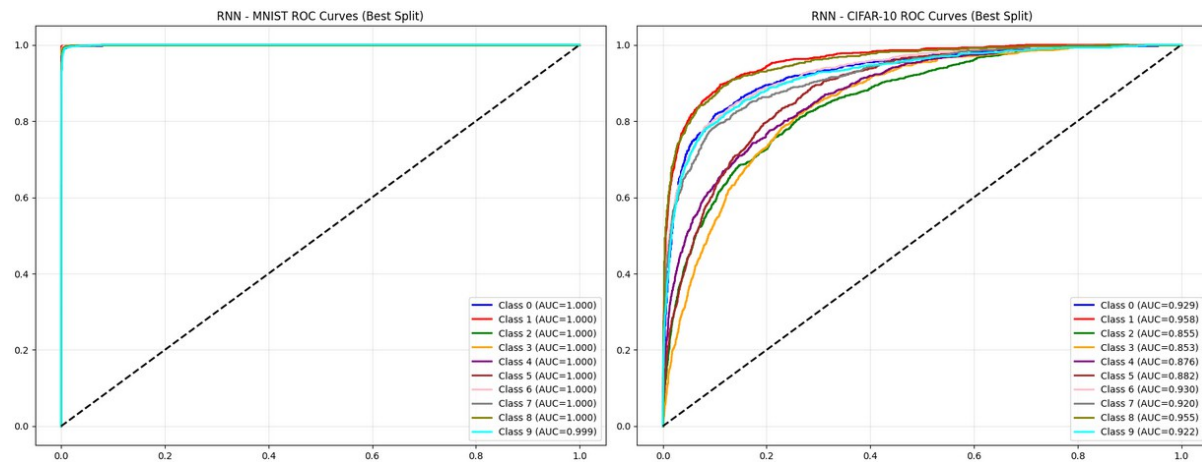 RNN - MNIST ROC Curves (Best Split)
1.0
0.8
0.6
0.4
0.2
0.0
0.0 0.2 0.4 0.6 0.8 1.0
Class 0 (AUC=1.000)
Class 1 (AUC=1.000)
Class 2 (AUC=1.000)
Class 3 (AUC=1.000)
Class 4 (AUC=1.000)
Class 5 (AUC=1.000)
Class 6 (AUC=1.000)
Class 7 (AUC=1.000)
Class 8 (AUC=1.000)
Class 9 (AUC=0.999)
RNN - CIFAR-10 ROC Curves (Best Split)
1.0
0.8
0.6
0.4
0.2
0.0
0.0 0.2 0.4 0.6 0.8 1.0
Class 0 (AUC=0.929)
Class 1 (AUC=0.958)
Class 2 (AUC=0.855)
Class 3 (AUC=0.853)
Class 4 (AUC=0.876)
Class 5 (AUC=0.882)
Class 6 (AUC=0.930)
Class 7 (AUC=0.920)
Class 8 (AUC=0.955)
Class 9 (AUC=0.922)